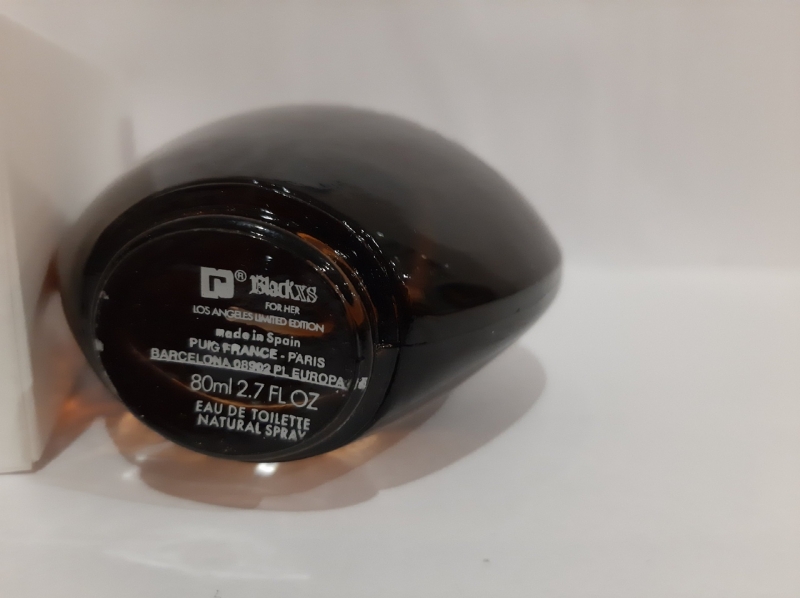 r® BlackXS
FOR HER
LOS ANGELES LIMITED EDITION
made in Spain
PUIG FRANCE - PARIS
BARCELONA 08902 PL EUROPA
80ml 2.7 FL OZ
EAU DE TOILETTE
NATURAL SPRAY